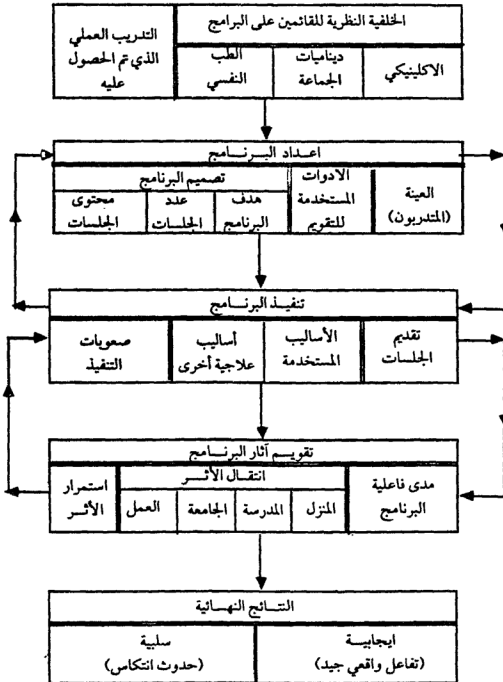 الخلفية النظرية للقائمين على البرامج
الاكلينيكي
ديناميات
الجماعة
الطب
النفسي
التدريب العملي
الذي تم الحصول
عليه
اعداد البرنامج
العينة
(المتدربون)
الادوات
المستخدمة
للتقويم
تصميم البرنامج
هدف
البرنامج
عدد
الجلسات
محتوى
الجلسات
تنفيذ البرنامج
تقديم
الجلسات
الأساليب
المستخدمة
أساليب
علاجية أخرى
صعوبات
التنفيذ
تقويم آثار البرنامج
مدى فاعلية
البرنامج
انتقال الأثر
المنزل
المدرسة
الجامعة
العمل
استمرار
الأثر
النتائج النهائية
ايجابية
(تفاعل واقعي جيد)
سلبية
(حدوث انتكاس)